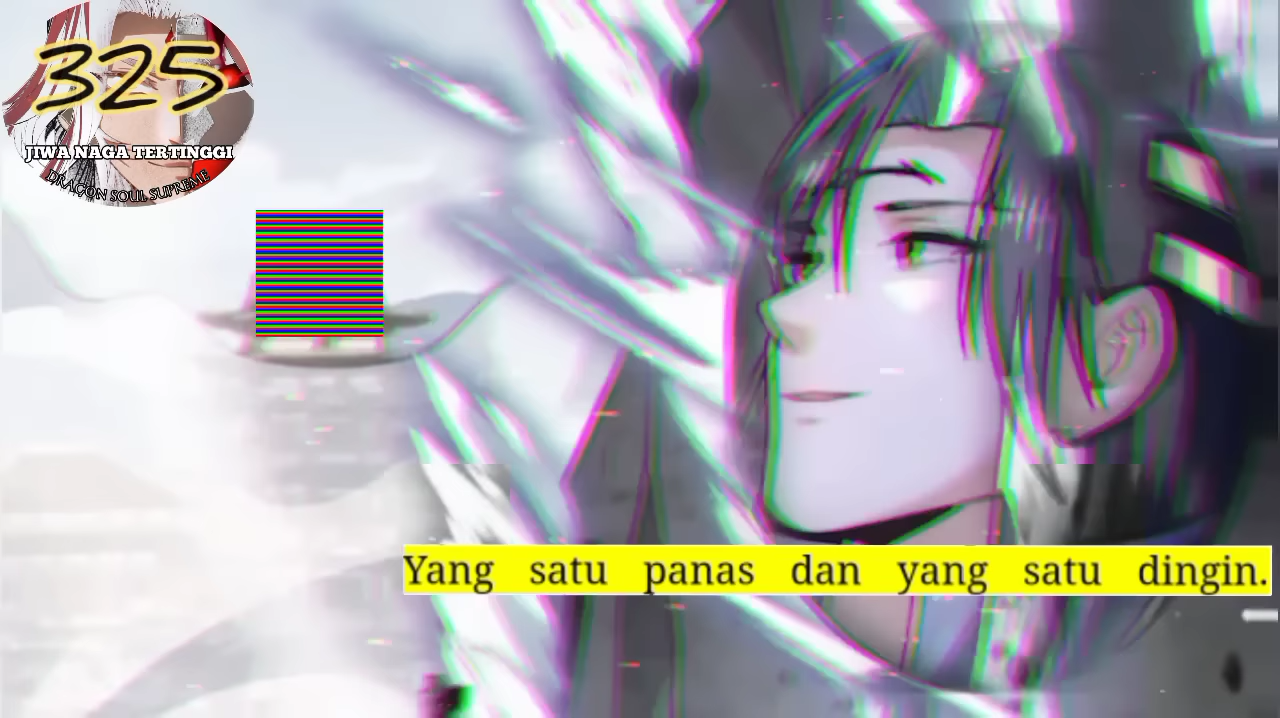 325
JIWA NAGA TERTINGGI
DRAGON SOUL SUPREME
Yang satu panas dan yang satu dingin.